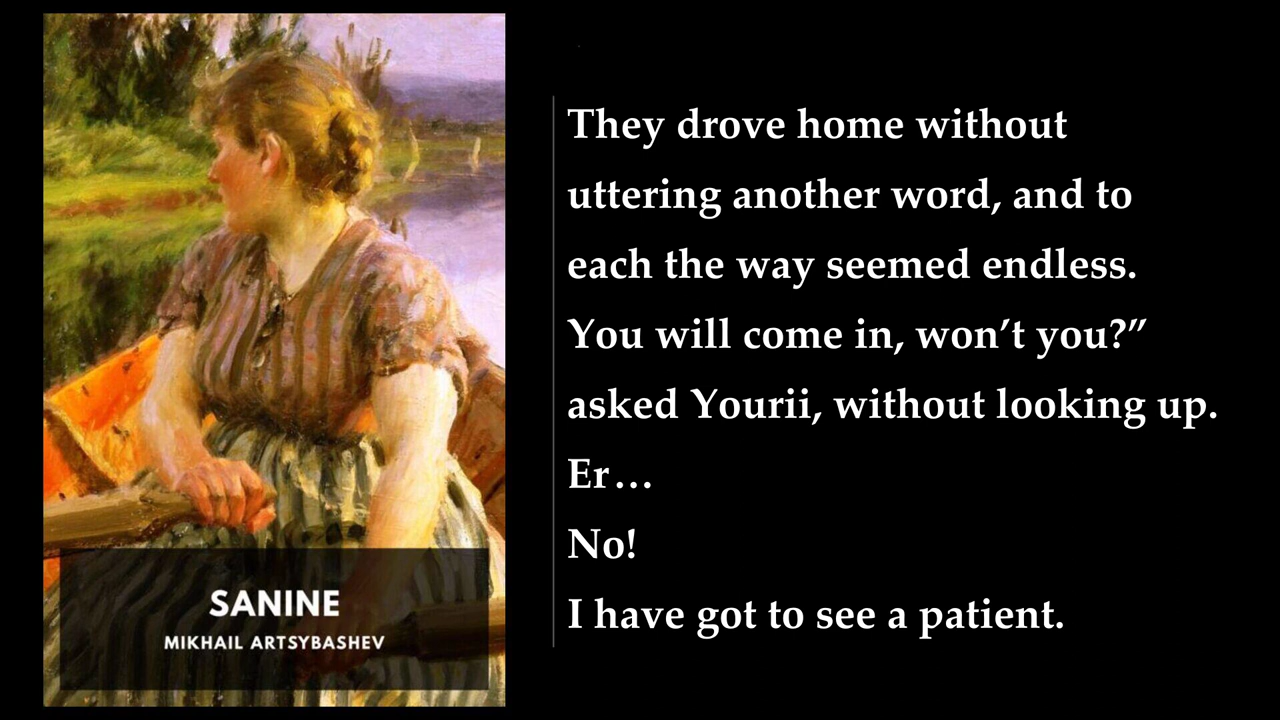 SANINE
MIKHAIL ARTSYBASHEV
They drove home without
uttering another word, and to
each the way seemed endless.
You will come in, won’t you?”
asked Yourii, without looking up.
Er…
No!
I have got to see a patient.